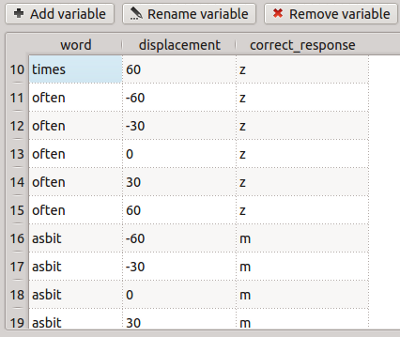 Add variable Rename variable Remove variable
word displacement correct_response
10 times 60 z
11 often -60 z
12 often -30 z
13 often 0 z
14 often 30 z
15 often 60 z
16 asbit -60 m
17 asbit -30 m
18 asbit 0 m
19 asbit 30 m